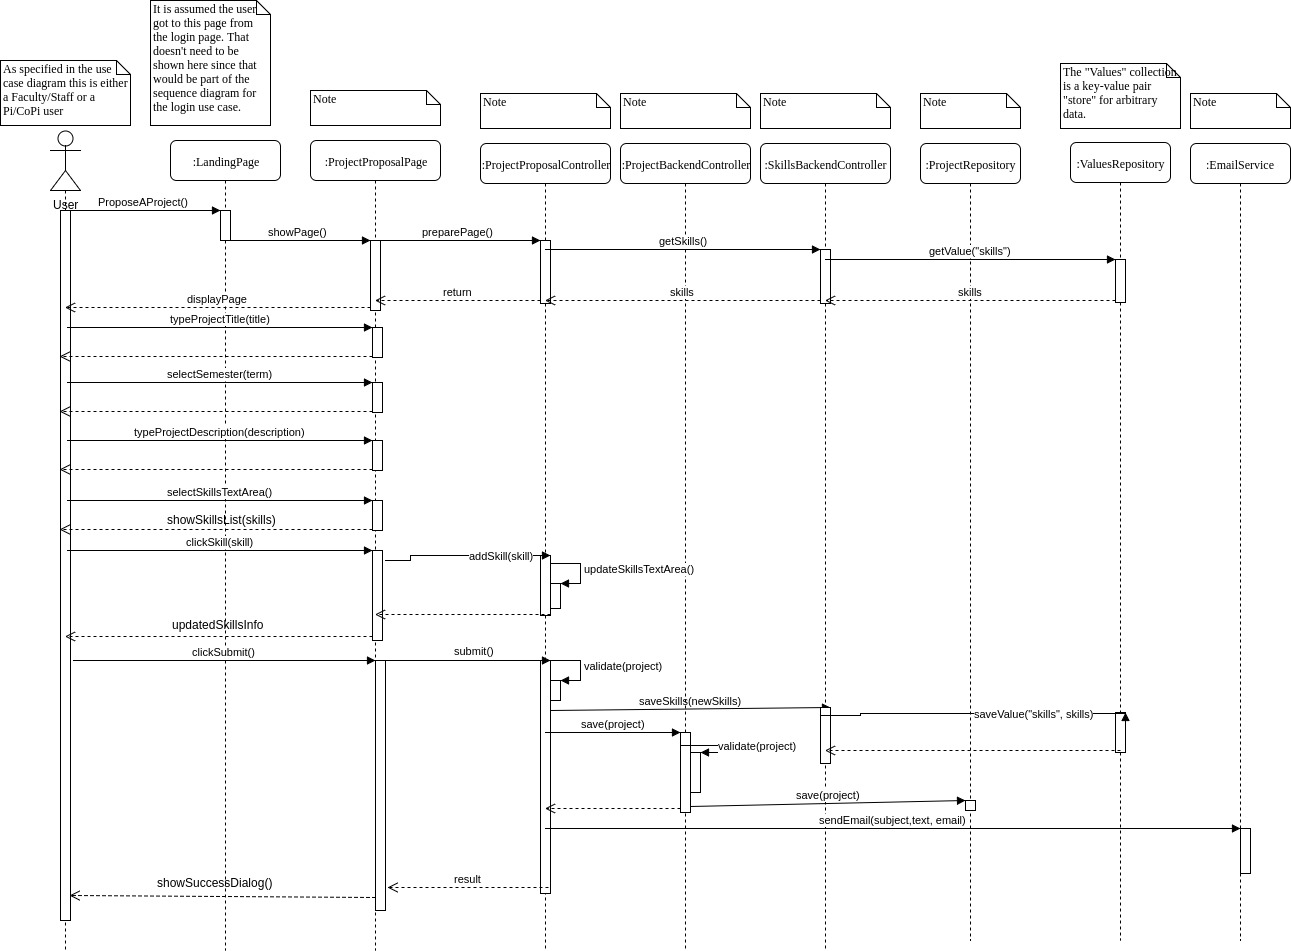 It is assumed the user
got to this page from
the login page. That
doesn't need to be
shown here since that
would be part of the
sequence diagram for
the login use case.
As specified in the use
case diagram this is either
a Faculty/Staff or a
Pi/CoPi user
Note
Note
Note
Note
Note
The "Values" collection
is a key-value pair
"store" for arbitrary
data.
Note
:LandingPage
:ProjectProposalPage
:ProjectProposalController
:ProjectBackendController
:SkillsBackendController
:ProjectRepository
:ValuesRepository
:EmailService
User
ProposeAProject()
showPage()
preparePage()
getSkills()
getValue("skills")
displayPage
return
skills
skills
typeProjectTitle(title)
selectSemester(term)
typeProjectDescription(description)
selectSkillsTextArea()
showSkillsList(skills)
clickSkill(skill)
addSkill(skill)
updateSkillsTextArea()
updatedSkillsInfo
clickSubmit()
submit()
validate(project)
saveSkills(newSkills)
saveValue("skills", skills)
save(project)
validate(project)
save(project)
sendEmail(subject,text, email)
result
showSuccessDialog()